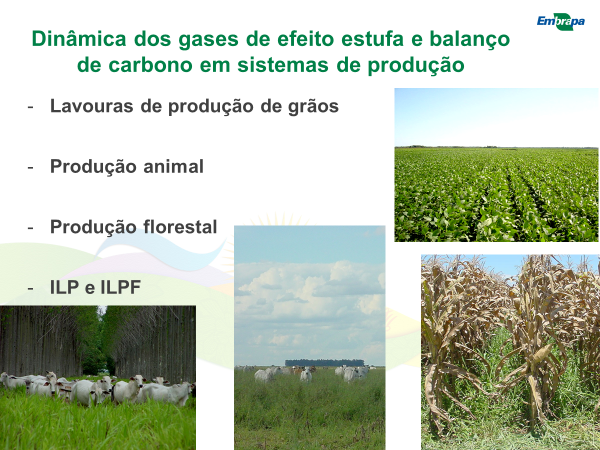 Embrapa
Dinâmica dos gases de efeito estufa e balanço
de carbono em sistemas de produção
- Lavouras de produção de grãos
- Produção animal
- Produção florestal
- ILP e ILPF